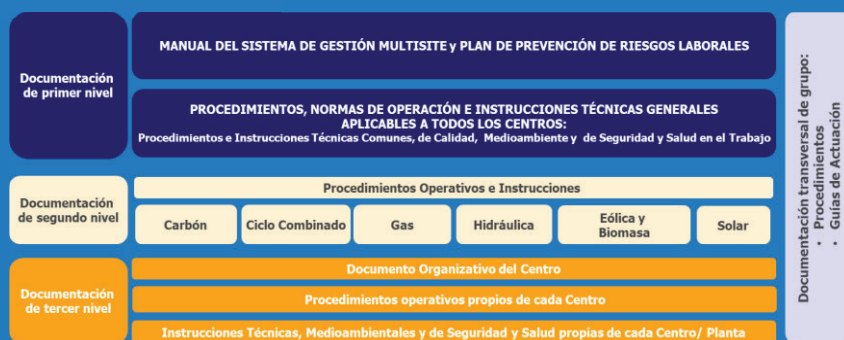 Documentación
de primer nivel
MANUAL DEL SISTEMA DE GESTIÓN MULTISITE y PLAN DE PREVENCIÓN DE RIESGOS LABORALES
PROCEDIMIENTOS, NORMAS DE OPERACIÓN E INSTRUCCIONES TÉCNICAS GENERALES
APLICABLES A TODOS LOS CENTROS:
Procedimientos e Instrucciones Técnicas Comunes, de Calidad, Medioambiente y de Seguridad y Salud en el Trabajo
Documentación
de segundo nivel
Procedimientos Operativos e Instrucciones
Carbón
Ciclo Combinado
Gas
Hidráulica
Eólica y
Biomasa
Solar
Documentación
de tercer nivel
Documento Organizativo del Centro
Procedimientos operativos propios de cada Centro
Instrucciones Técnicas, Medioambientales y de Seguridad y Salud propias de cada Centro/ Planta
Documentación transversal de grupo:
• Procedimientos
• Guías de Actuación